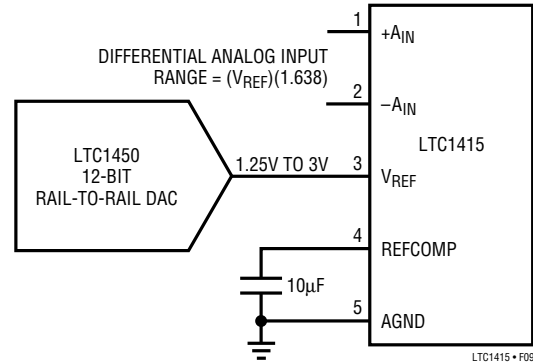 DIFFERENTIAL ANALOG INPUT
RANGE = (VREF)(1.638)
LTC1450
12-BIT
RAIL-TO-RAIL DAC
1.25V TO 3V
10µF
1
+AIN
2
–AIN
LTC1415
3
VREF
4
REFCOMP
5
AGND
LTC1415 • F09